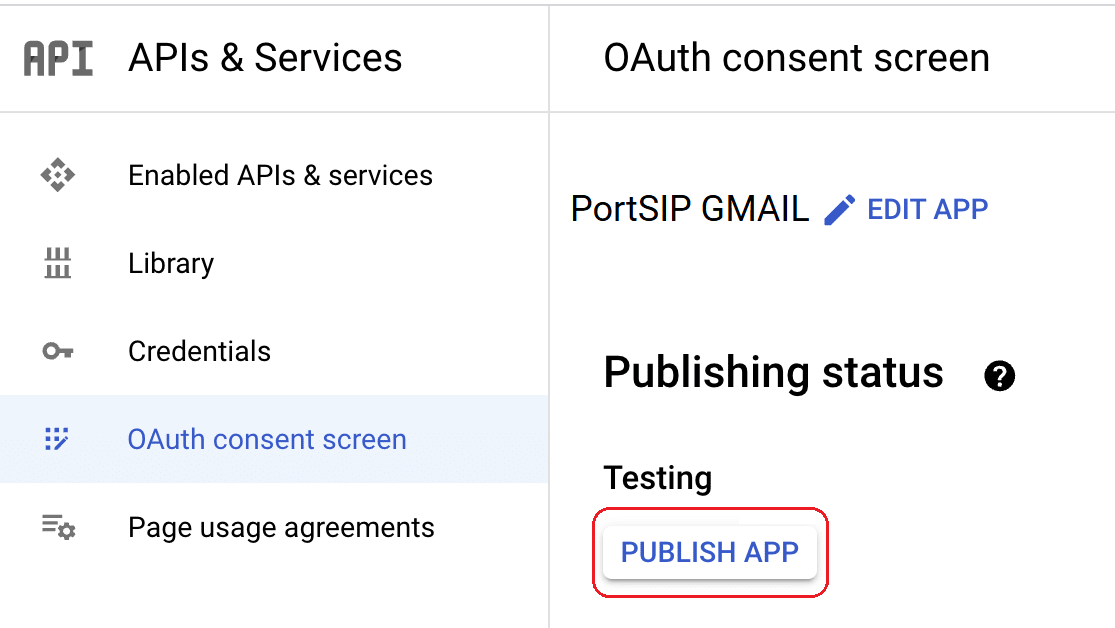 API APIs & Services
OAuth consent screen
Enabled APIs & services
Library
Credentials
OAuth consent screen
Page usage agreements
PortSIP GMAIL EDIT APP
Publishing status ?
Testing
PUBLISH APP